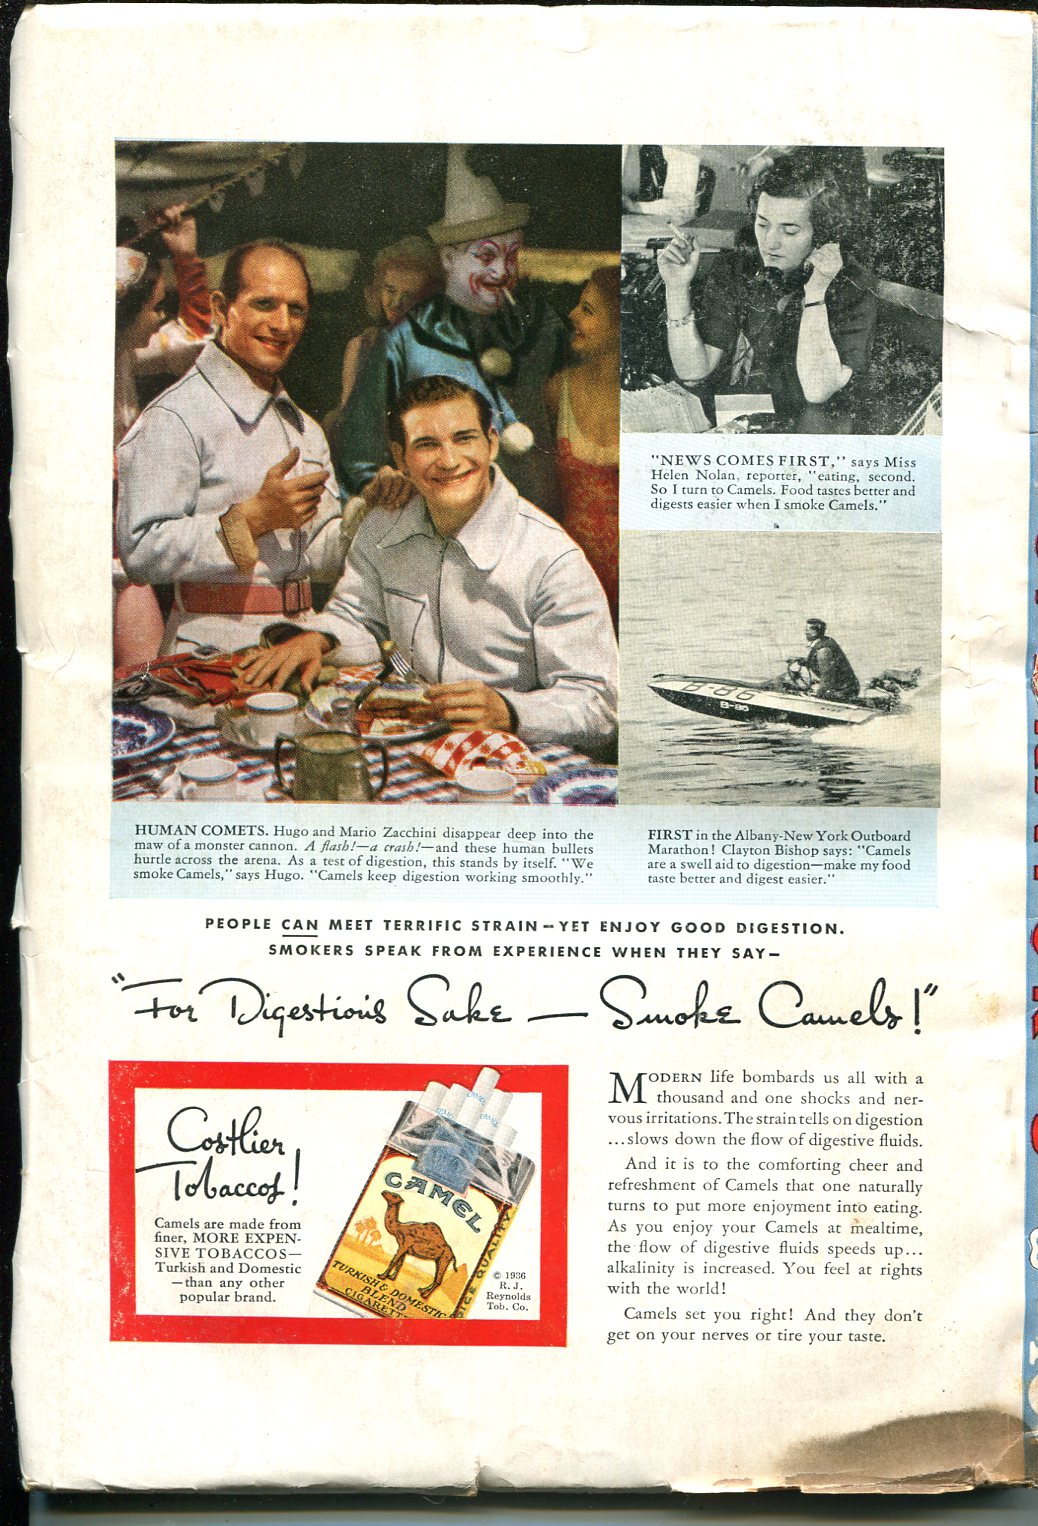 "NEWS COMES FIRST," says Miss
Helen Nolan, reporter, "eating, second.
So I turn to Camels. Food tastes better and
digests easier when I smoke Camels."
B-86
B-86
HUMAN COMETS. Hugo and Mario Zacchini disappear deep into the
maw of a monster cannon. A flash!—a crash!—and these human bullets
hurtle across the arena. As a test of digestion, this stands by itself. "We
smoke Camels," says Hugo. "Camels keep digestion working smoothly."
FIRST in the Albany-New York Outboard
Marathon! Clayton Bishop says: "Camels
are a swell aid to digestion—make my food
taste better and digest easier."
PEOPLE CAN MEET TERRIFIC STRAIN—YET ENJOY GOOD DIGESTION.
SMOKERS SPEAK FROM EXPERIENCE WHEN THEY SAY—
"For Digestion's Sake — Smoke Camels!"
Costlier
Tobaccos!
Camels are made from
finer, MORE EXPEN-
SIVE TOBACCOS—
Turkish and Domestic
—than any other
popular brand.
CAMEL
TURKISH & DOMESTIC
BLEND
CIGARETTES
QUALITY
© 1936
R. J.
Reynolds
Tob. Co.
MODERN life bombards us all with a
thousand and one shocks and ner-
vous irritations. The strain tells on digestion
...slows down the flow of digestive fluids.
And it is to the comforting cheer and
refreshment of Camels that one naturally
turns to put more enjoyment into eating.
As you enjoy your Camels at mealtime,
the flow of digestive fluids speeds up...
alkalinity is increased. You feel at rights
with the world!
Camels set you right! And they don't
get on your nerves or tire your taste.